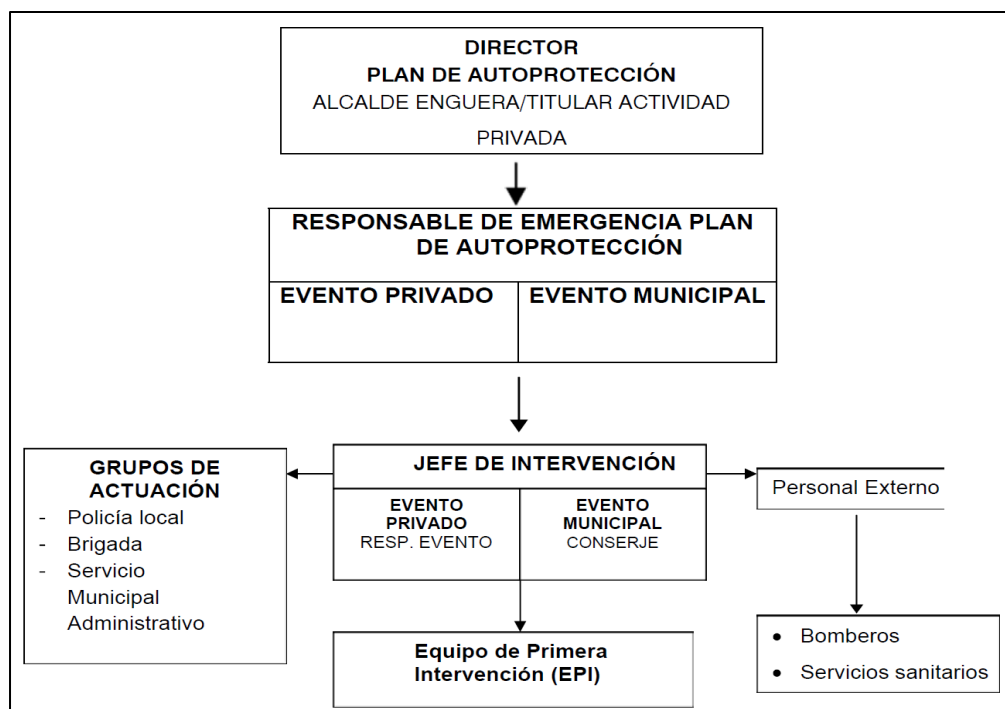 DIRECTOR
PLAN DE AUTOPROTECCIÓN
ALCALDE ENGUERA/TITULAR ACTIVIDAD
PRIVADA
RESPONSABLE DE EMERGENCIA PLAN
DE AUTOPROTECCIÓN
EVENTO PRIVADO
EVENTO MUNICIPAL
GRUPOS DE
ACTUACIÓN
- Policía local
- Brigada
- Servicio
Municipal
Administrativo
JEFE DE INTERVENCIÓN
EVENTO
PRIVADO
RESP. EVENTO
EVENTO
MUNICIPAL
CONSERJE
Personal Externo
Equipo de Primera
Intervención (EPI)
• Bomberos
• Servicios sanitarios